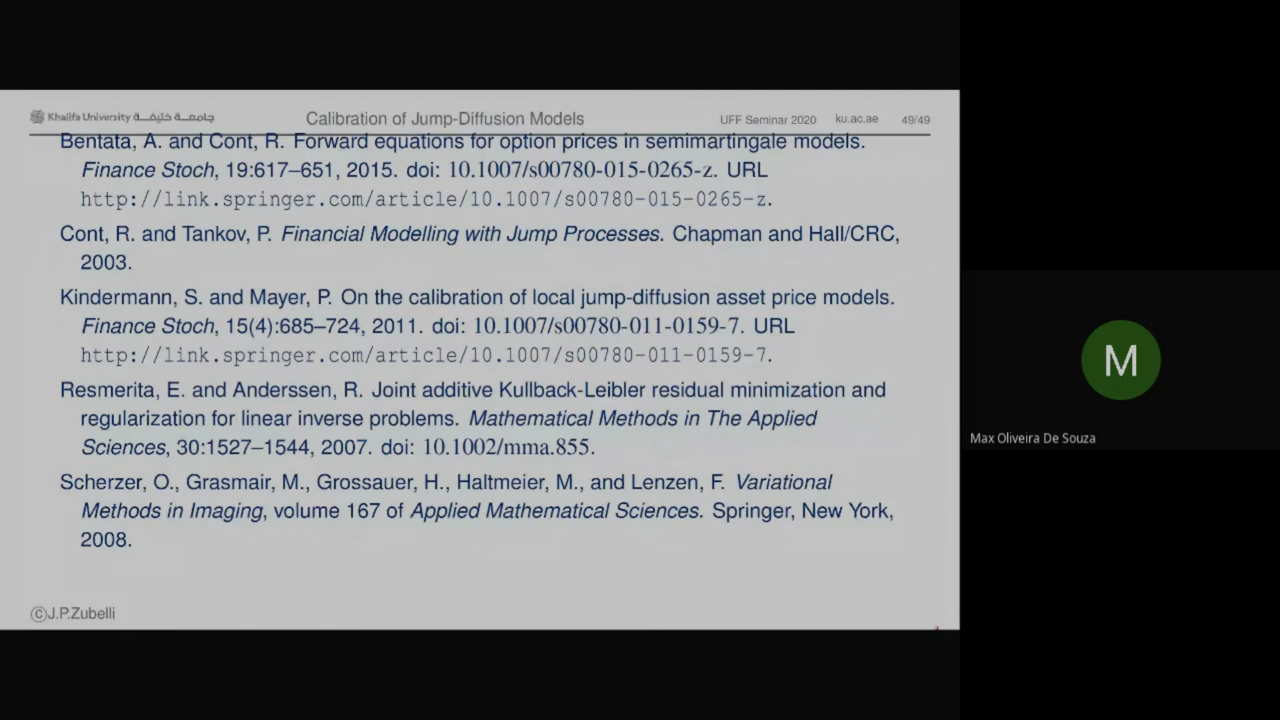 Khalifa University جامعة خليفة
Calibration of Jump-Diffusion Models
UFF Seminar 2020 ku.ac.ae 49/49
Bentata, A. and Cont, R. Forward equations for option prices in semimartingale models.
Finance Stoch, 19:617–651, 2015. doi: 10.1007/s00780-015-0265-z. URL
http://link.springer.com/article/10.1007/s00780-015-0265-z.
Cont, R. and Tankov, P. Financial Modelling with Jump Processes. Chapman and Hall/CRC,
2003.
Kindermann, S. and Mayer, P. On the calibration of local jump-diffusion asset price models.
Finance Stoch, 15(4):685–724, 2011. doi: 10.1007/s00780-011-0159-7. URL
http://link.springer.com/article/10.1007/s00780-011-0159-7.
Resmerita, E. and Anderssen, R. Joint additive Kullback-Leibler residual minimization and
regularization for linear inverse problems. Mathematical Methods in The Applied
Sciences, 30:1527–1544, 2007. doi: 10.1002/mma.855.
Scherzer, O., Grasmair, M., Grossauer, H., Haltmeier, M., and Lenzen, F. Variational
Methods in Imaging, volume 167 of Applied Mathematical Sciences. Springer, New York,
2008.
©J.P.Zubelli
M
Max Oliveira De Souza